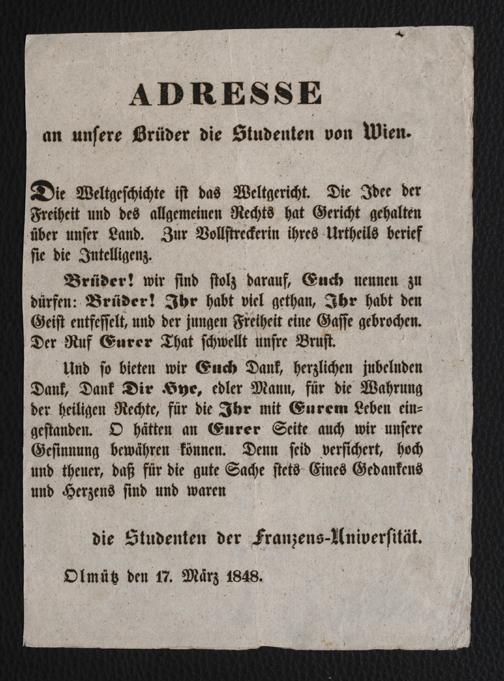 ADRESSE
an unsere Brüder die Studenten von Wien.
Die Weltgeschichte ist das Weltgericht. Die Idee der
Freiheit und des allgemeinen Rechts hat Gericht gehalten
über unser Land. Zur Vollstreckerin ihres Urtheils berief
sie die Intelligenz.
Brüder! wir sind stolz darauf, Euch nennen zu
dürfen: Brüder! Ihr habt viel gethan, Ihr habt den
Geist entfesselt, und der jungen Freiheit eine Gasse gebrochen.
Der Ruf Eurer That schwellt unsre Brust.
Und so bieten wir Euch Dank, herzlichen jubelnden
Dank, Dank Dir Hye, edler Mann, für die Wahrung
der heiligen Rechte, für die Ihr mit Eurem Leben ein-
gestanden. O hätten an Eurer Seite auch wir unsere
Gesinnung bewähren können. Denn seid versichert, hoch
und theuer, daß für die gute Sache stets Eines Gedankens
und Herzens sind und waren
die Studenten der Franzens-Universität.
Olmütz den 17. März 1848.